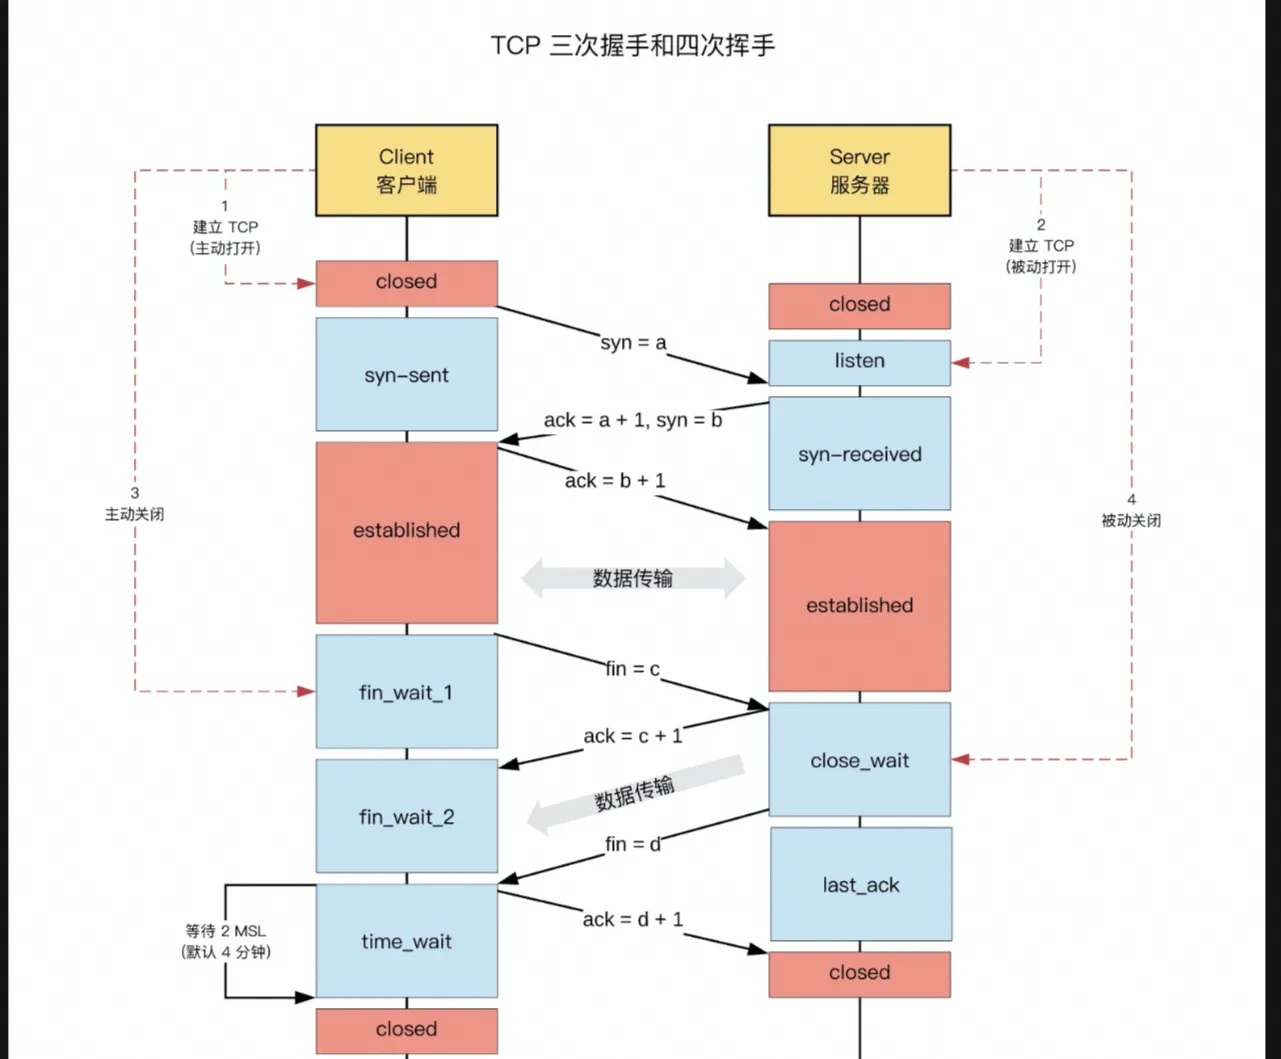 TCP 三次握手和四次挥手
Client
客户端
Server
服务器
1
建立 TCP
(主动打开)
2
建立 TCP
(被动打开)
closed
closed
syn = a
listen
syn-sent
ack = a + 1, syn = b
syn-received
ack = b + 1
3
主动关闭
4
被动关闭
established
数据传输
established
fin = c
fin_wait_1
ack = c + 1
close_wait
数据传输
fin_wait_2
fin = d
last_ack
ack = d + 1
等待 2 MSL
(默认 4 分钟)
time_wait
closed
closed